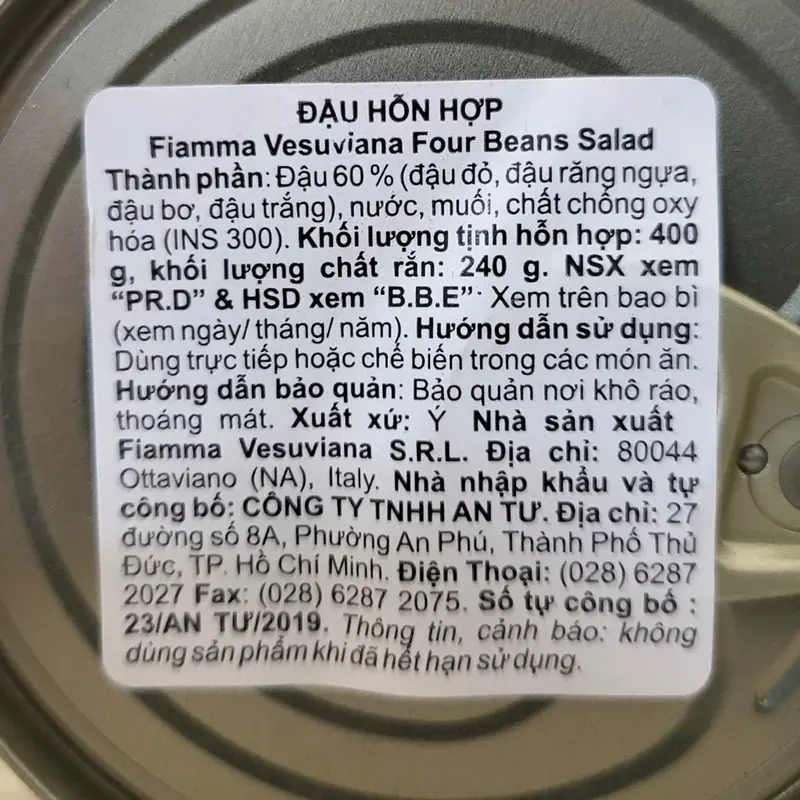 ĐẬU HỖN HỢP
Fiamma Vesuviana Four Beans Salad
Thành phần: Đậu 60 % (đậu đỏ, đậu răng ngựa,
đậu bơ, đậu trắng), nước, muối, chất chống oxy
hóa (INS 300). Khối lượng tịnh hỗn hợp: 400
g, khối lượng chất rắn: 240 g. NSX xem
“PR.D” & HSD xem “B.B.E”· Xem trên bao bì
(xem ngày/ tháng/ năm). Hướng dẫn sử dụng:
Dùng trực tiếp hoặc chế biến trong các món ăn.
Hướng dẫn bảo quản: Bảo quản nơi khô ráo,
thoáng mát. Xuất xứ: Ý Nhà sản xuất
Fiamma Vesuviana S.R.L. Địa chỉ: 80044
Ottaviano (NA), Italy. Nhà nhập khẩu và tự
công bố: CÔNG TY TNHH AN TƯ. Địa chỉ: 27
đường số 8A, Phường An Phú, Thành Phố Thủ
Đức, TP. Hồ Chí Minh. Điện Thoại: (028) 6287
2027 Fax: (028) 6287 2075. Số tự công bố :
23/AN TƯ/2019. Thông tin, cảnh báo: không
dùng sản phẩm khi đã hết hạn sử dụng.